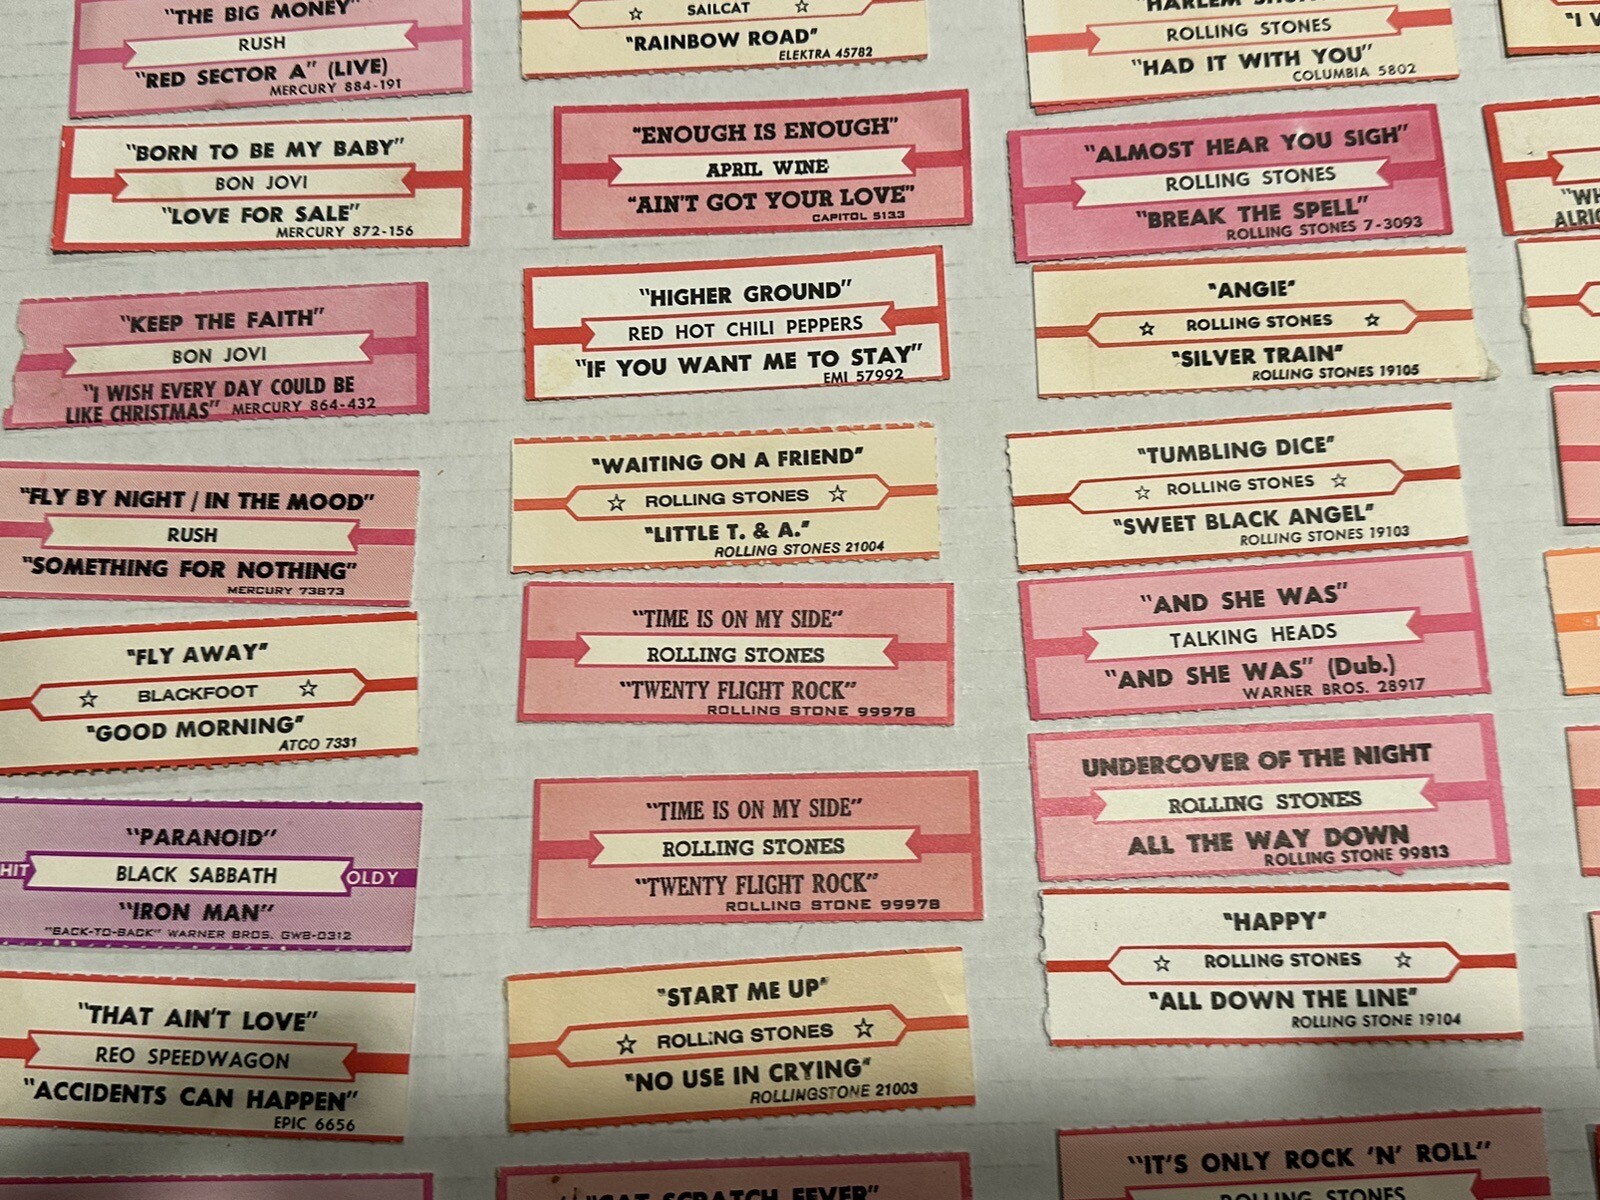 "THE BIG MONEY"
RUSH
"RED SECTOR A" (LIVE)
MERCURY 884-191
"BORN TO BE MY BABY"
BON JOVI
"LOVE FOR SALE"
MERCURY 872-156
"KEEP THE FAITH"
BON JOVI
"I WISH EVERY DAY COULD BE
LIKE CHRISTMAS" MERCURY 864-432
"FLY BY NIGHT / IN THE MOOD"
RUSH
"SOMETHING FOR NOTHING"
MERCURY 73873
"FLY AWAY"
☆ BLACKFOOT ☆
"GOOD MORNING"
ATCO 7331
"PARANOID"
HIT BLACK SABBATH OLDY
"IRON MAN"
"BACK-TO-BACK" WARNER BROS. GWB-0312
"THAT AIN'T LOVE"
REO SPEEDWAGON
"ACCIDENTS CAN HAPPEN"
EPIC 6656
☆ SAILCAT ☆
"RAINBOW ROAD"
ELEKTRA 45782
"ENOUGH IS ENOUGH"
APRIL WINE
"AIN'T GOT YOUR LOVE"
CAPITOL 5133
"HIGHER GROUND"
RED HOT CHILI PEPPERS
"IF YOU WANT ME TO STAY"
EMI 57992
"WAITING ON A FRIEND"
☆ ROLLING STONES ☆
"LITTLE T. & A."
ROLLING STONES 21004
"TIME IS ON MY SIDE"
ROLLING STONES
"TWENTY FLIGHT ROCK"
ROLLING STONE 99978
"TIME IS ON MY SIDE"
ROLLING STONES
"TWENTY FLIGHT ROCK"
ROLLING STONE 99978
"START ME UP"
☆ ROLLING STONES ☆
"NO USE IN CRYING"
ROLLINGSTONE 21003
"CAT SCRATCH FEVER"
"HARLEM
ROLLING STONES
"HAD IT WITH YOU"
COLUMBIA 5802
"ALMOST HEAR YOU SIGH"
ROLLING STONES
"BREAK THE SPELL"
ROLLING STONES 7-3093
"ANGIE"
☆ ROLLING STONES ☆
"SILVER TRAIN"
ROLLING STONES 19105
"TUMBLING DICE"
☆ ROLLING STONES ☆
"SWEET BLACK ANGEL"
ROLLING STONES 19103
"AND SHE WAS"
TALKING HEADS
"AND SHE WAS" (Dub.)
WARNER BROS. 28917
UNDERCOVER OF THE NIGHT
ROLLING STONES
ALL THE WAY DOWN
ROLLING STONE 99813
"HAPPY"
☆ ROLLING STONES ☆
"ALL DOWN THE LINE"
ROLLING STONE 19104
"IT'S ONLY ROCK 'N' ROLL"
ROLLING STONES